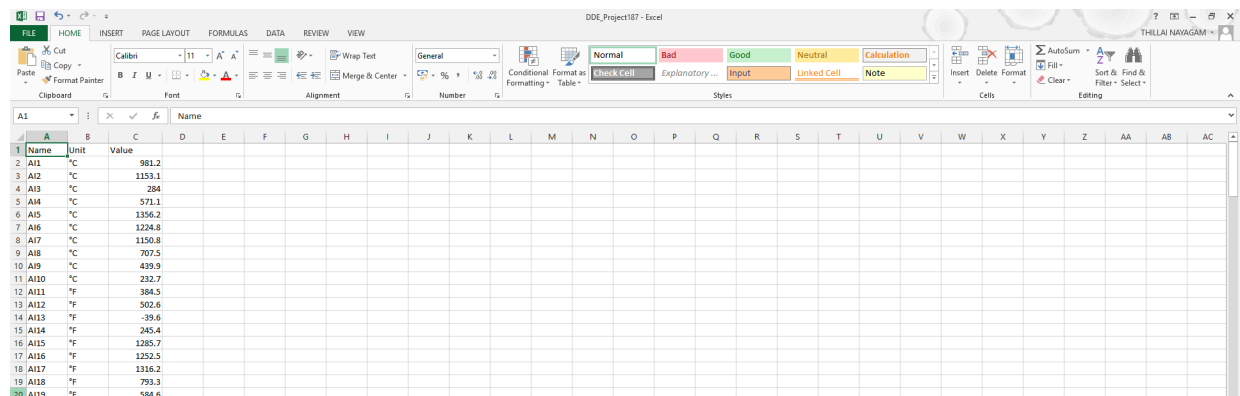 DDE_Project187 - Excel
FILE HOME INSERT PAGE LAYOUT FORMULAS DATA REVIEW VIEW THILLAI NAYAGAM
Paste Cut Copy Format Painter
Calibri 11 B I U
Wrap Text Merge & Center
General % ,
Conditional Formatting Format as Table
Normal Bad Good Neutral Calculation
Check Cell Explanatory ... Input Linked Cell Note
Insert Delete Format
AutoSum Fill Clear Sort & Filter Find & Select
Clipboard Font Alignment Number Styles Cells Editing
A1 fx Name
A B C D E F G H I J K L M N O P Q R S T U V W X Y Z AA AB AC
1 Name Unit Value
2 AI1 °C 981.2
3 AI2 °C 1153.1
4 AI3 °C 284
5 AI4 °C 571.1
6 AI5 °C 1356.2
7 AI6 °C 1224.8
8 AI7 °C 1150.8
9 AI8 °C 707.5
10 AI9 °C 439.9
11 AI10 °C 232.7
12 AI11 °F 384.5
13 AI12 °F 502.6
14 AI13 °F -39.6
15 AI14 °F 245.4
16 AI15 °F 1285.7
17 AI16 °F 1252.5
18 AI17 °F 1316.2
19 AI18 °F 793.3
20 AI19 °F 584.6